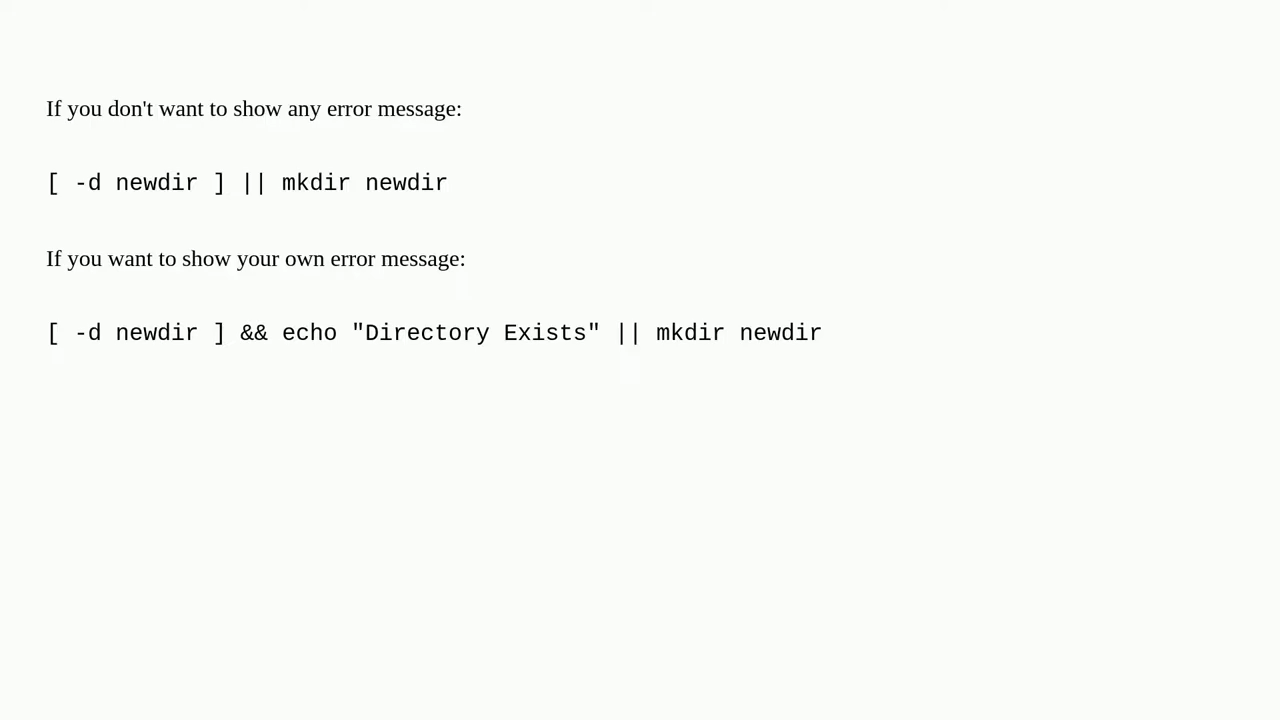 If you don't want to show any error message:
[ -d newdir ] || mkdir newdir
If you want to show your own error message:
[ -d newdir ] && echo "Directory Exists" || mkdir newdir